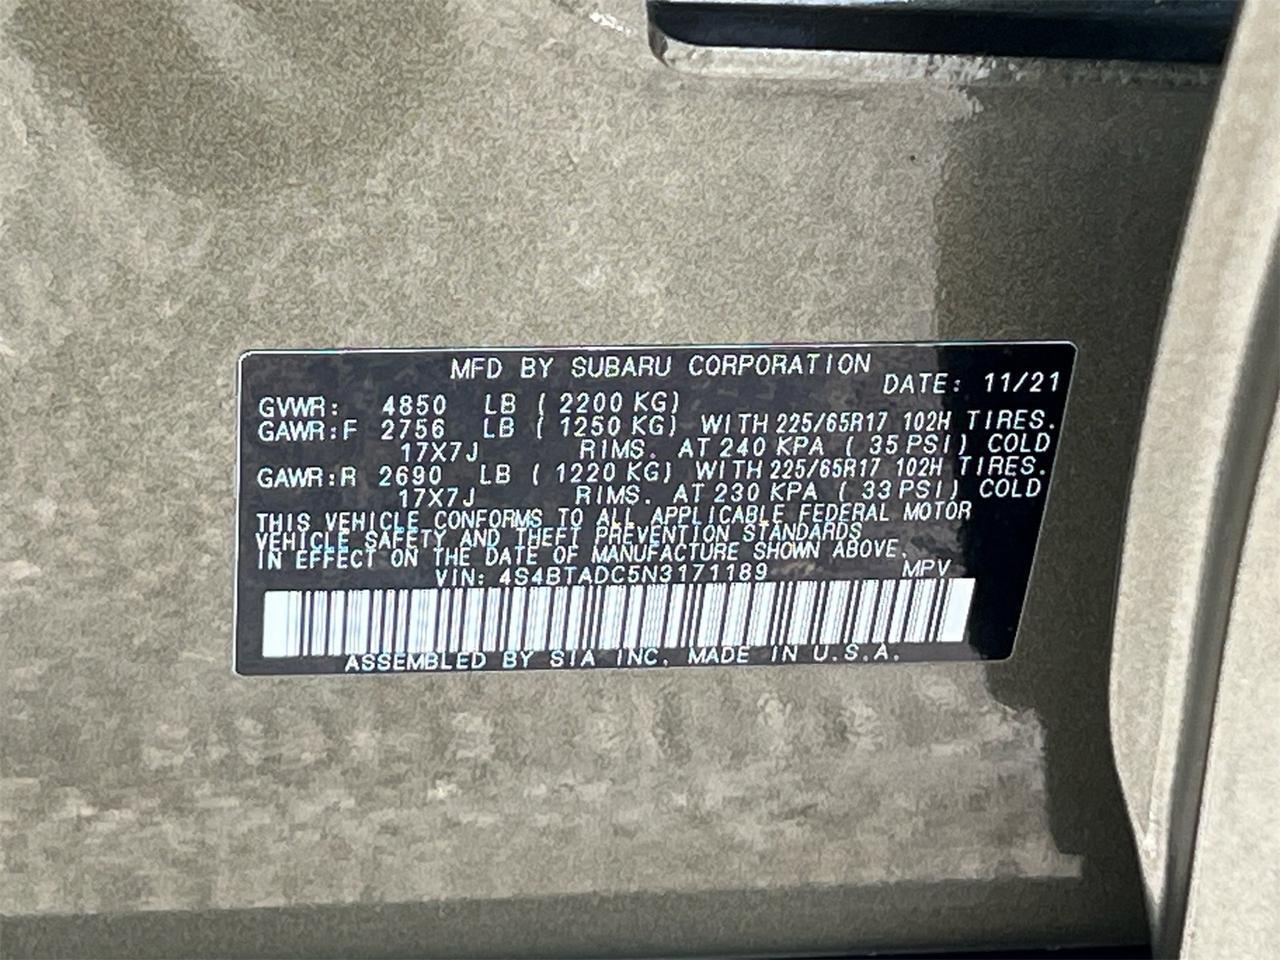 MFD BY SUBARU CORPORATION
DATE: 11/21
GVWR: 4850 LB ( 2200 KG)
GAWR:F 2756 LB ( 1250 KG) WITH 225/65R17 102H TIRES.
17X7J RIMS. AT 240 KPA ( 35 PSI) COLD
GAWR:R 2690 LB ( 1220 KG) WITH 225/65R17 102H TIRES.
17X7J RIMS. AT 230 KPA ( 33 PSI) COLD
THIS VEHICLE CONFORMS TO ALL APPLICABLE FEDERAL MOTOR
VEHICLE SAFETY AND THEFT PREVENTION STANDARDS
IN EFFECT ON THE DATE OF MANUFACTURE SHOWN ABOVE.
VIN: 4S4BTADC5N3171189 MPV
ASSEMBLED BY SIA INC. MADE IN U.S.A.